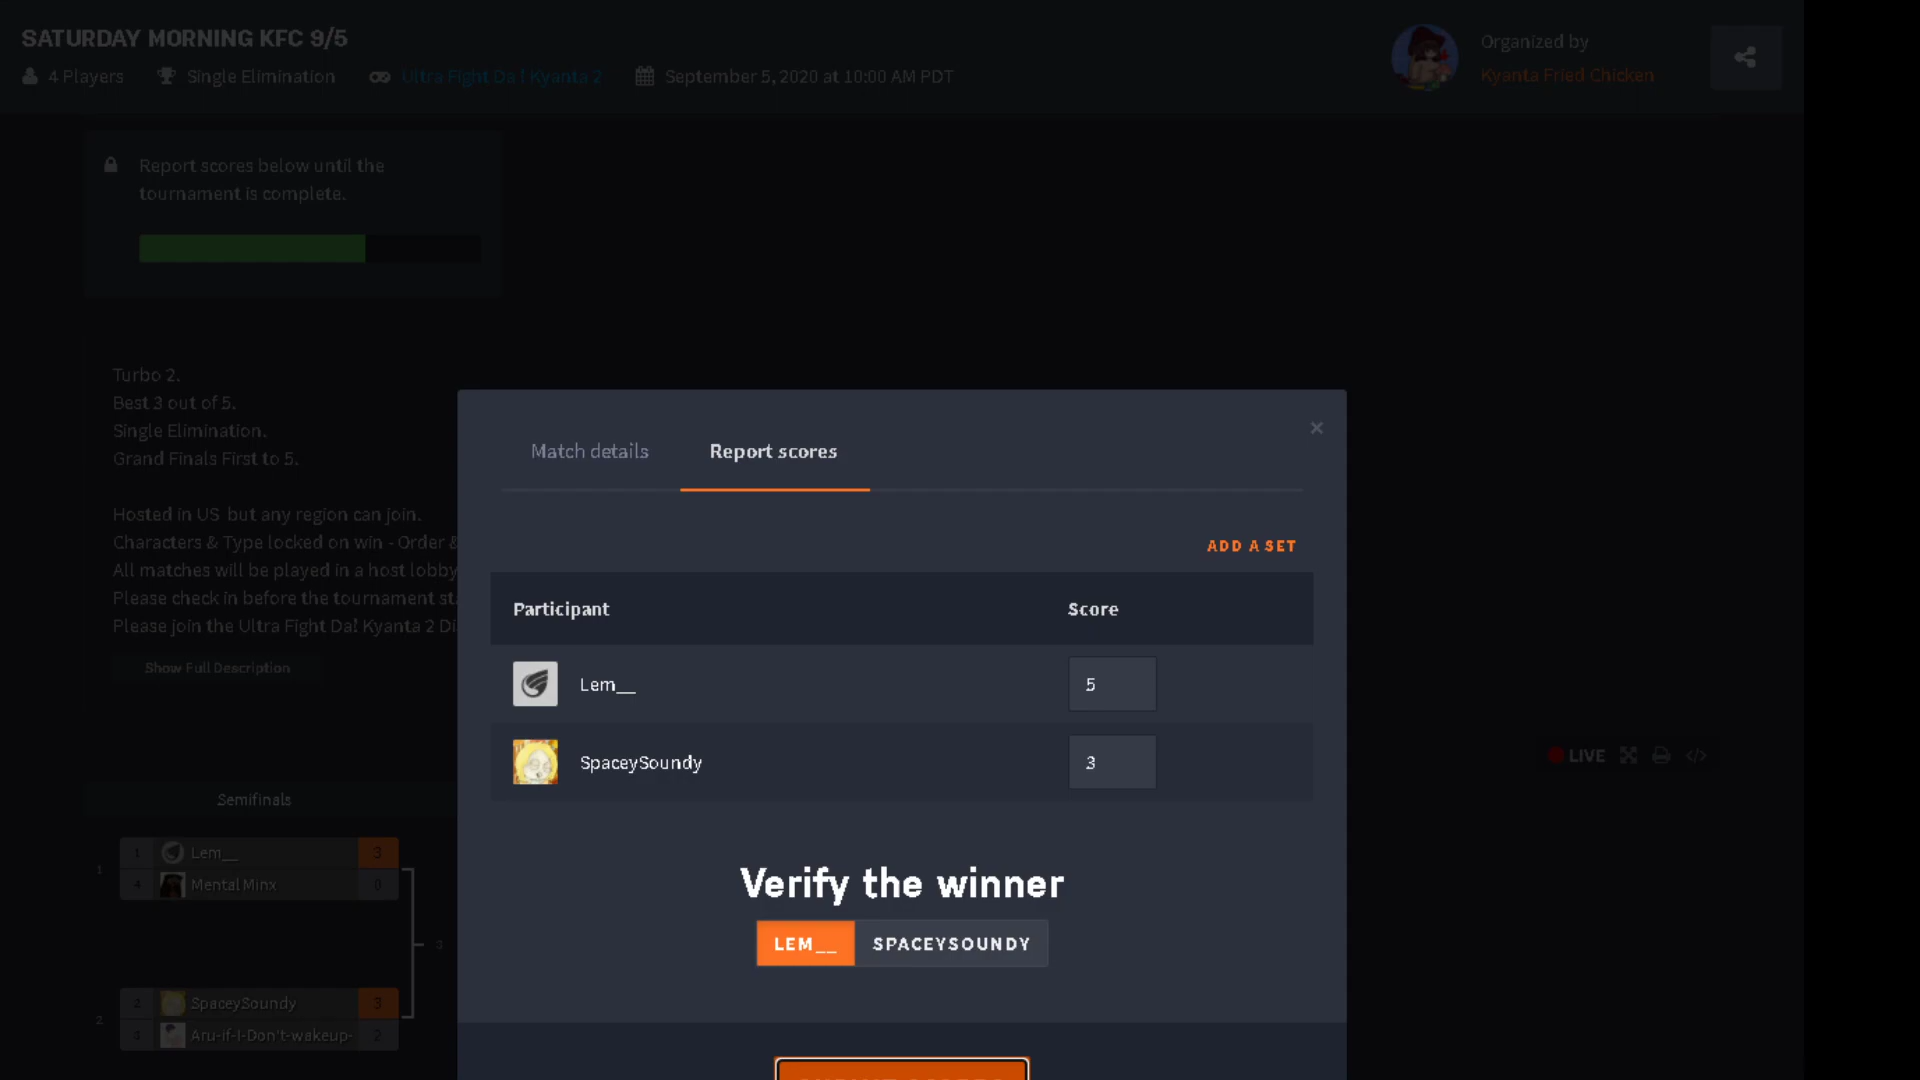 SATURDAY MORNING KFC 9/5
4 Players Single Elimination Ultra Fight Da ! Kyanta 2 September 5, 2020 at 10:00 AM PDT
Organized by
Kyanta Fried Chicken
Report scores below until the
tournament is complete.
Turbo 2.
Best 3 out of 5.
Single Elimination.
Grand Finals First to 5.
Hosted in US but any region can join.
Characters & Type locked on win - Order &
All matches will be played in a host lobby
Please check in before the tournament sta
Please join the Ultra Fight Da! Kyanta 2 Di
Show Full Description
Match details Report scores ×
ADD A SET
Participant Score
Lem__ 5
SpaceySoundy 3
Verify the winner
LEM__ SPACEYSOUNDY
LIVE
Semifinals
1 1 Lem__ 3
4 Mental Minx 0
3
2 2 SpaceySoundy 3
3 Aru-if-I-Don't-wakeup- 2